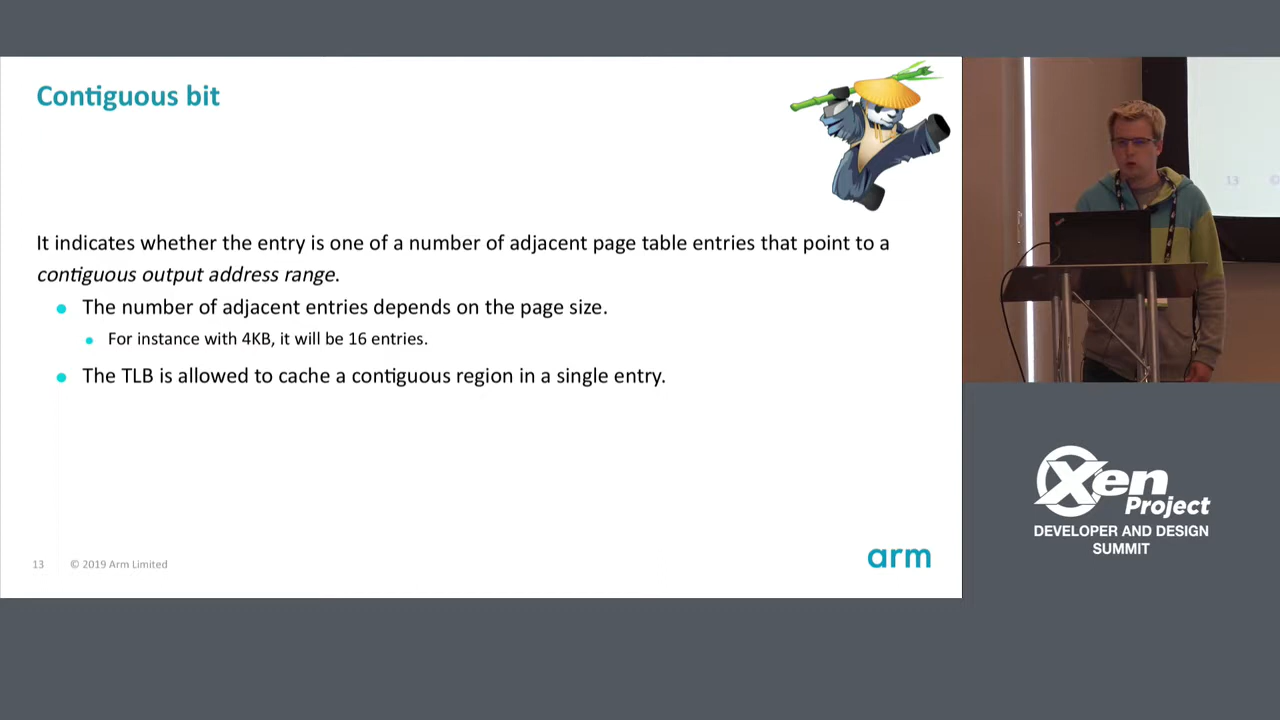 Contiguous bit
It indicates whether the entry is one of a number of adjacent page table entries that point to a
contiguous output address range.
The number of adjacent entries depends on the page size.
For instance with 4KB, it will be 16 entries.
The TLB is allowed to cache a contiguous region in a single entry.
13
© 2019 Arm Limited
arm
13 ©
Xen
Project
DEVELOPER AND DESIGN
SUMMIT